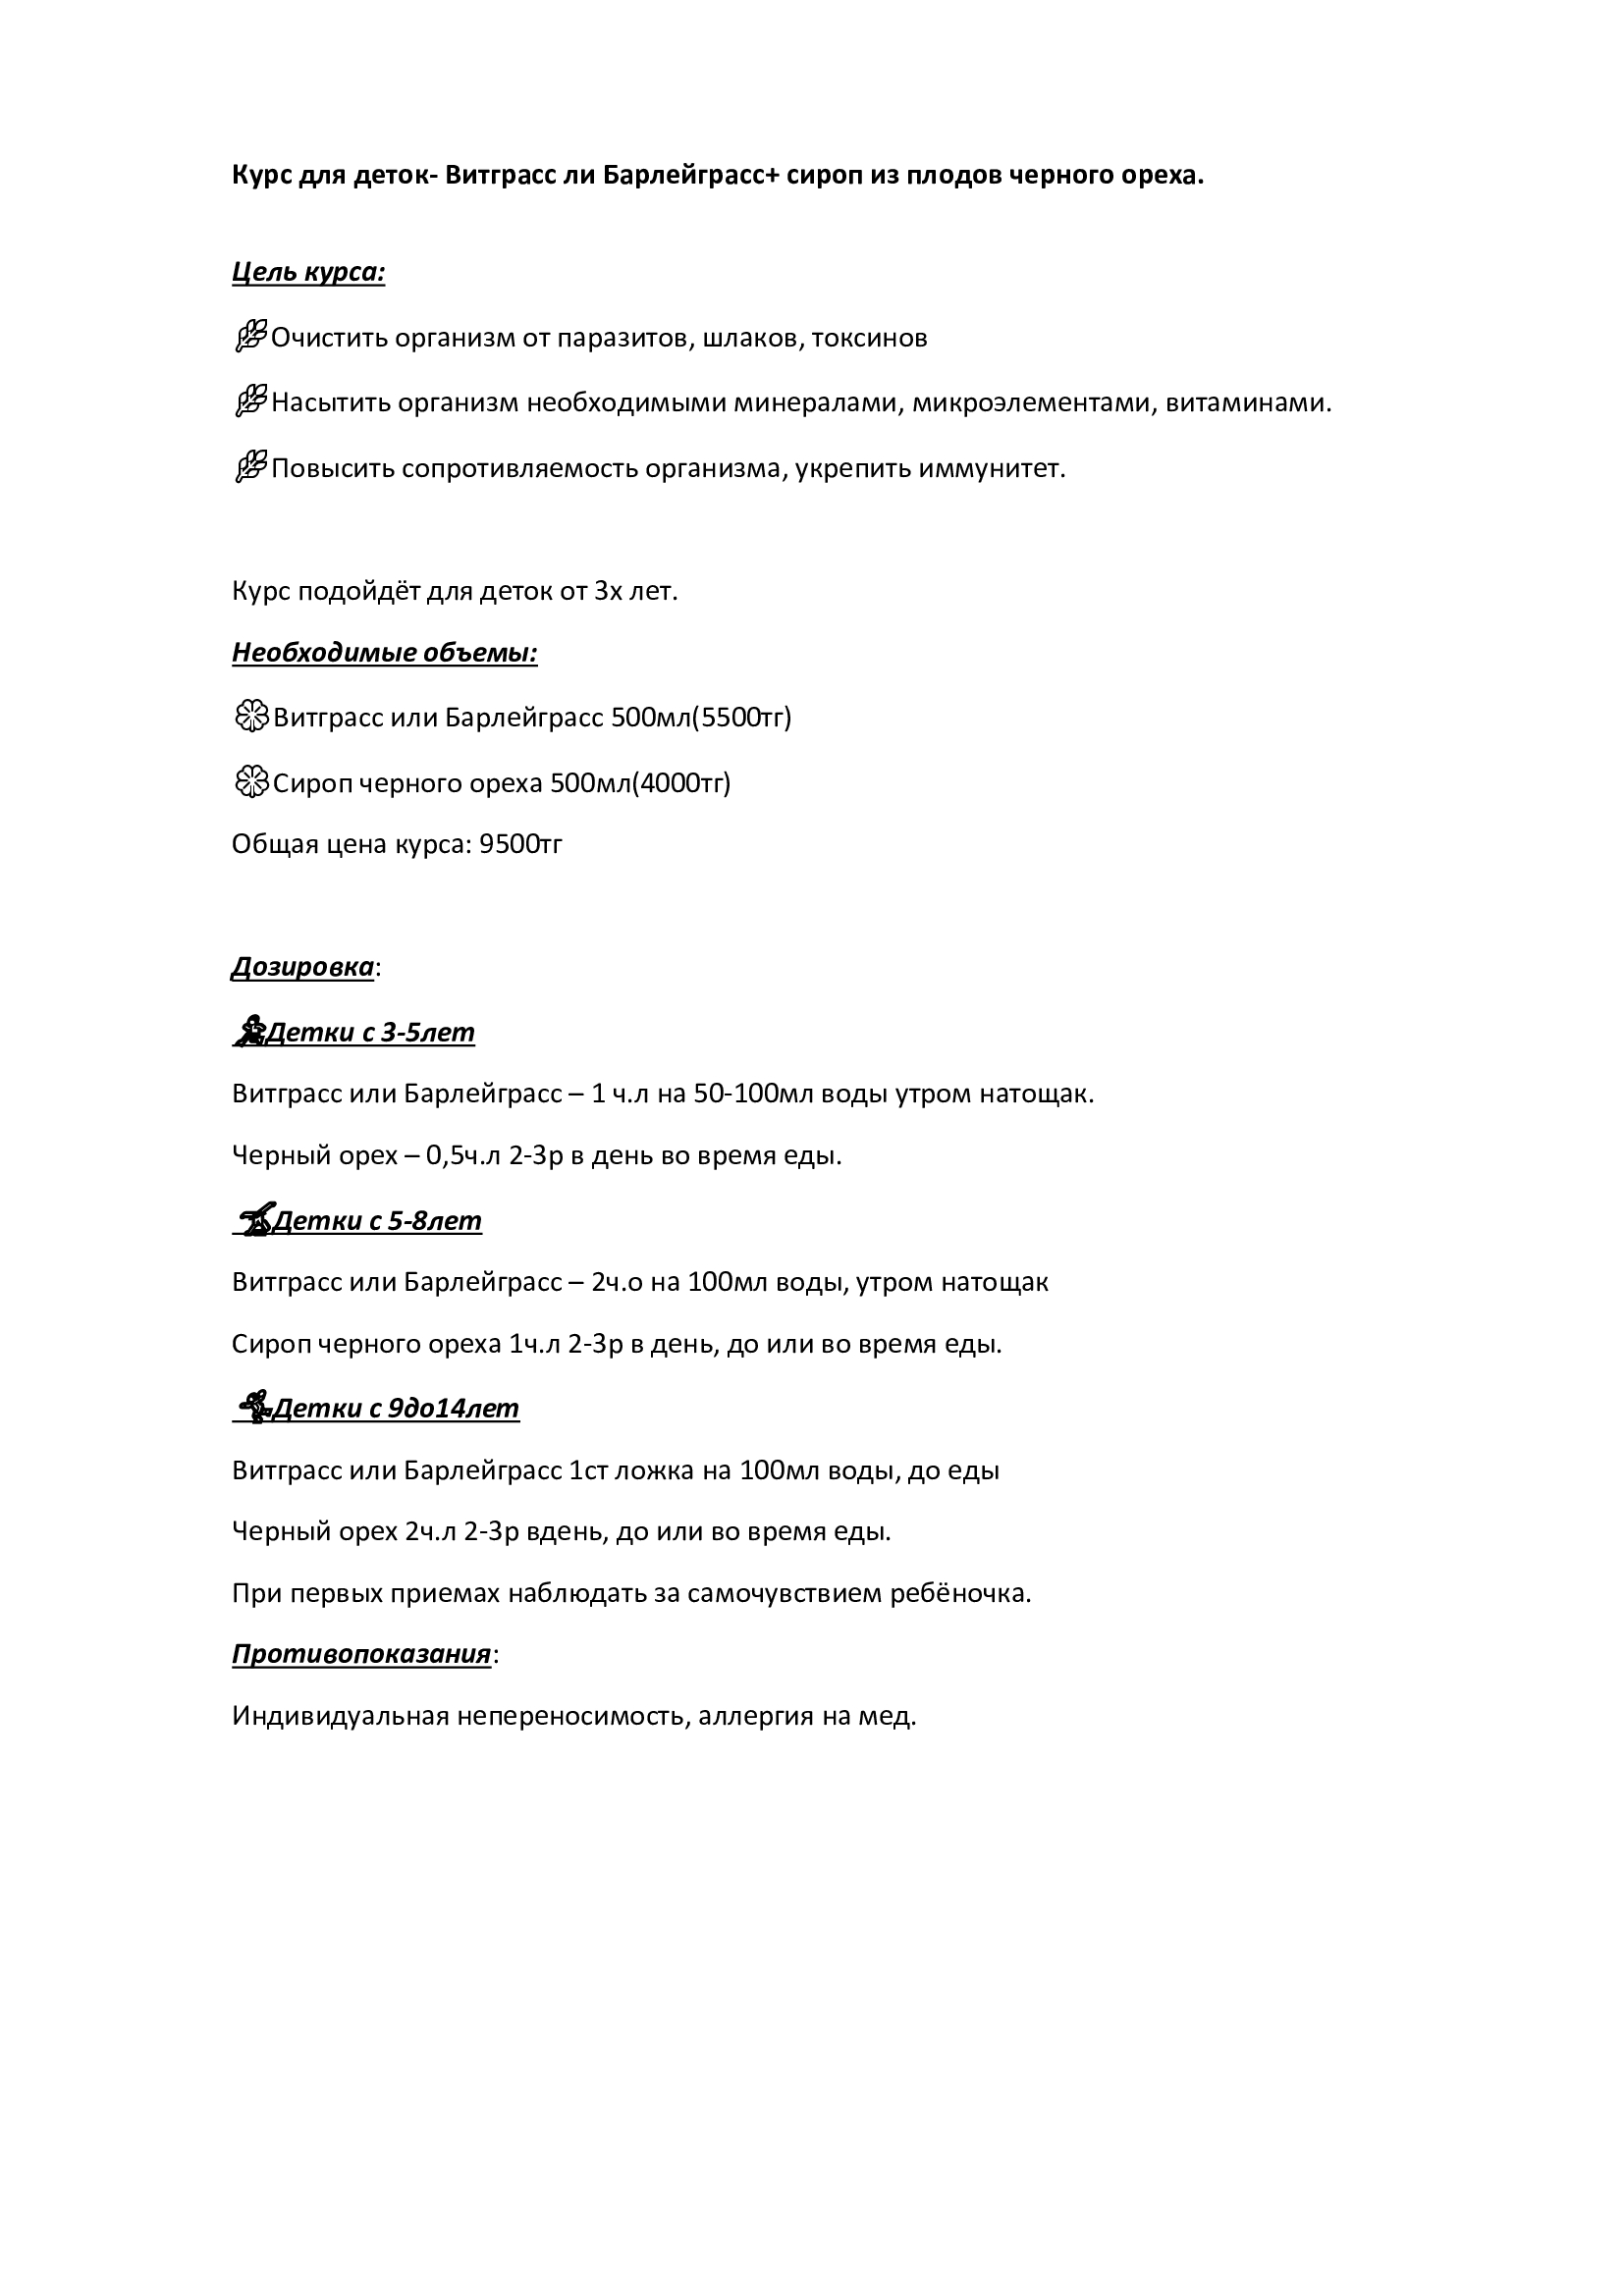 Курс для деток- Витграсс ли Барлейграсс+ сироп из плодов черного ореха.
Цель курса:
Очистить организм от паразитов, шлаков, токсинов
Насытить организм необходимыми минералами, микроэлементами, витаминами.
Повысить сопротивляемость организма, укрепить иммунитет.
Курс подойдёт для деток от 3х лет.
Необходимые объемы:
Витграсс или Барлейграсс 500мл(5500тг)
Сироп черного ореха 500мл(4000тг)
Общая цена курса: 9500тг
Дозировка:
Детки с 3-5лет
Витграсс или Барлейграсс – 1 ч.л на 50-100мл воды утром натощак.
Черный орех – 0,5ч.л 2-3р в день во время еды.
Детки с 5-8лет
Витграсс или Барлейграсс – 2ч.о на 100мл воды, утром натощак
Сироп черного ореха 1ч.л 2-3р в день, до или во время еды.
Детки с 9до14лет
Витграсс или Барлейграсс 1ст ложка на 100мл воды, до еды
Черный орех 2ч.л 2-3р вдень, до или во время еды.
При первых приемах наблюдать за самочувствием ребёночка.
Противопоказания:
Индивидуальная непереносимость, аллергия на мед.